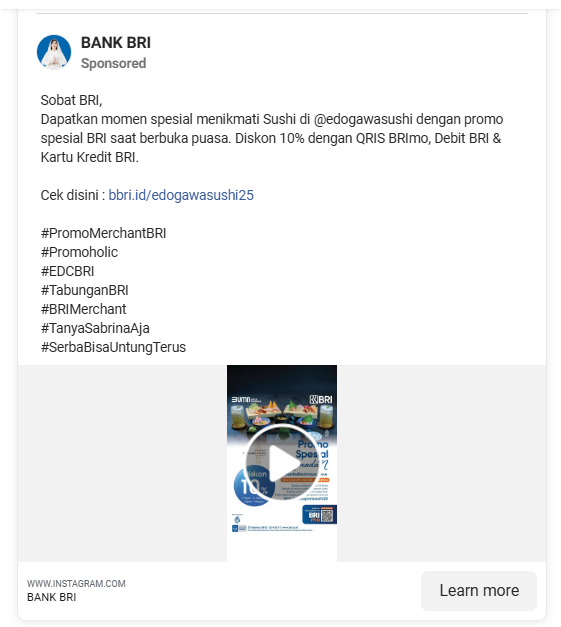 BANK BRI
Sponsored
Sobat BRI,
Dapatkan momen spesial menikmati Sushi di @edogawasushi dengan promo
spesial BRI saat berbuka puasa. Diskon 10% dengan QRIS BRImo, Debit BRI &
Kartu Kredit BRI.
Cek disini : bbri.id/edogawasushi25
#PromoMerchantBRI
#Promoholic
#EDCBRI
#TabunganBRI
#BRIMerchant
#TanyaSabrinaAja
#SerbaBisaUntungTerus
BUMN
BRI
Promo
Spesial
Diskon
10%
BRI
WWW.INSTAGRAM.COM
BANK BRI
Learn more